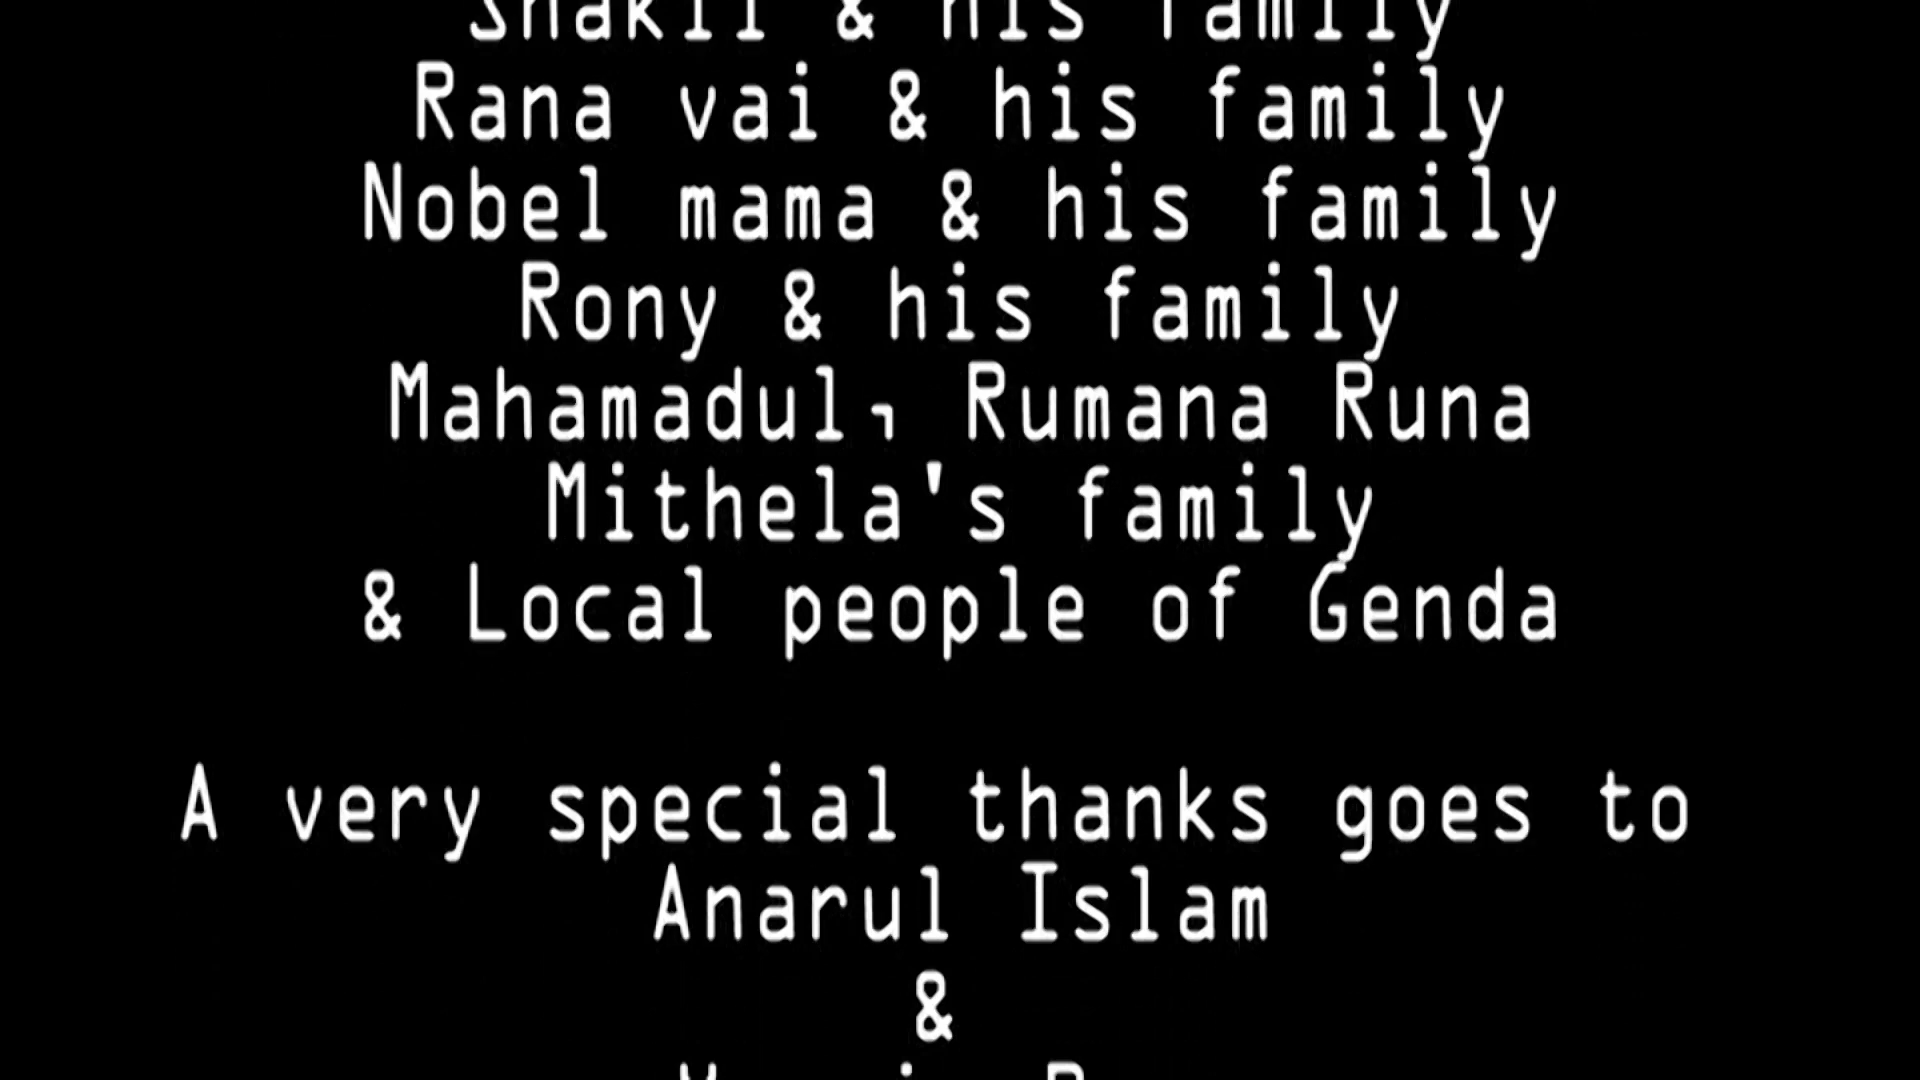 Shakil & his family
Rana vai & his family
Nobel mama & his family
Rony & his family
Mahamadul, Rumana Runa
Mithela's family
& Local people of Genda
A very special thanks goes to
Anarul Islam
&